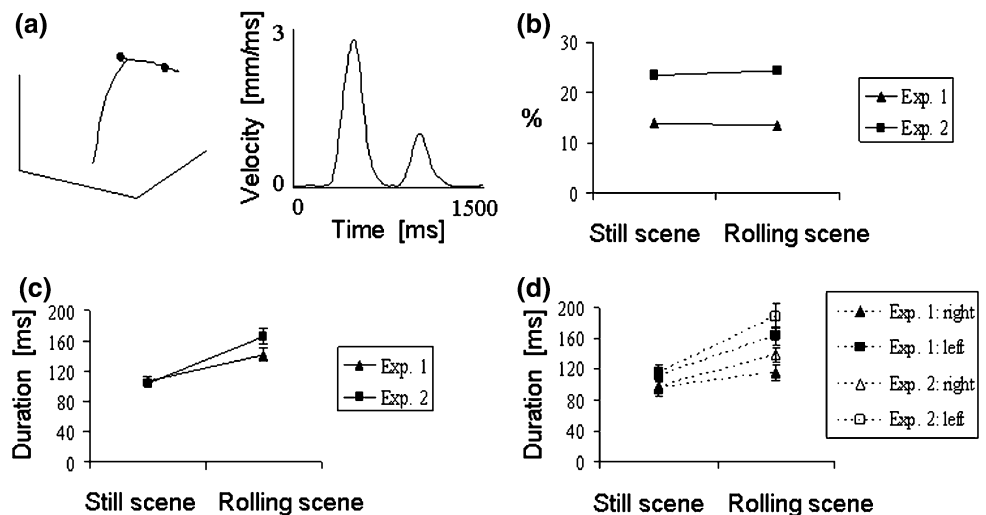 (a)
Velocity [mm/ms]
3
0
0
1500
Time [ms]
(b)
%
30
20
10
0
Still scene
Rolling scene
Exp. 1
Exp. 2
(c)
Duration [ms]
200
160
120
80
40
0
Still scene
Rolling scene
Exp. 1
Exp. 2
(d)
Duration [ms]
200
160
120
80
40
0
Still scene
Rolling scene
Exp. 1: right
Exp. 1: left
Exp. 2: right
Exp. 2: left